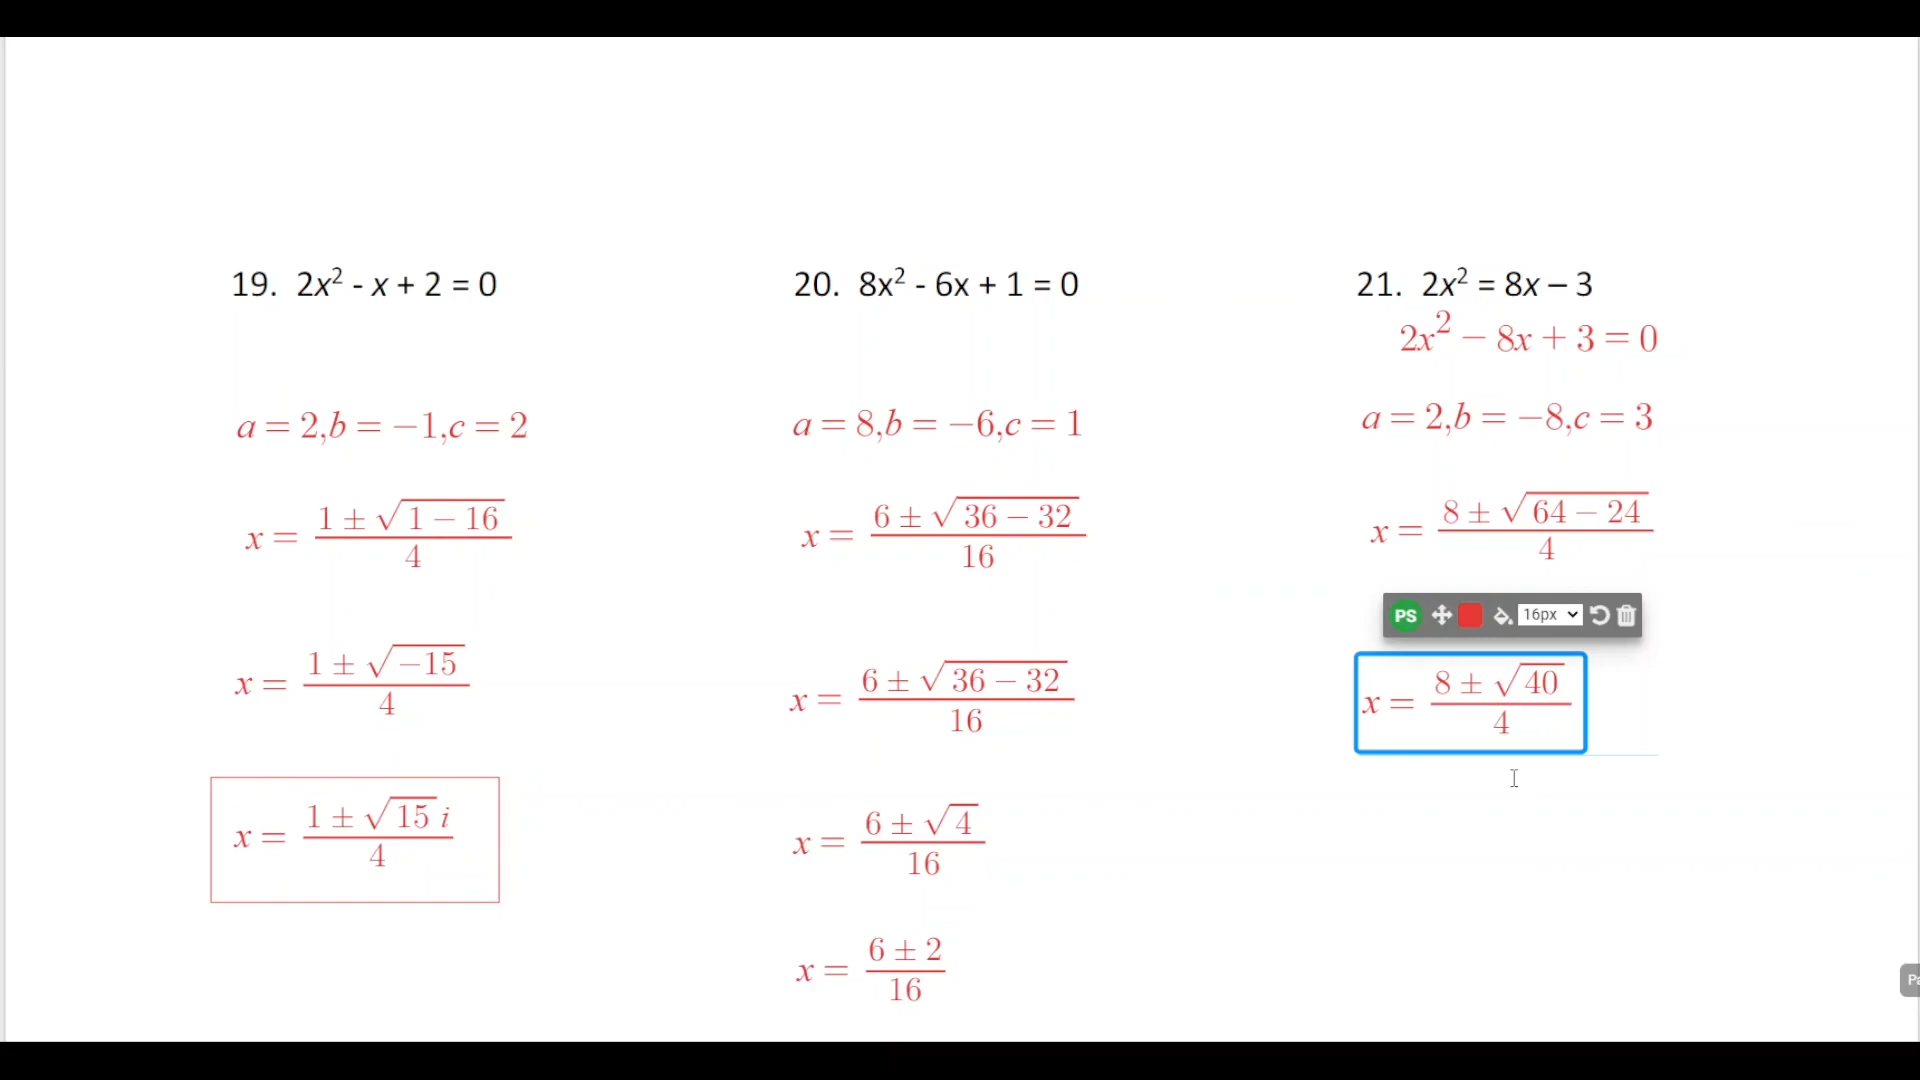 19. 2x² - x + 2 = 0
a = 2,b = −1,c = 2
x = (1 ± √(1 − 16))/4
x = (1 ± √(−15))/4
x = (1 ± √15 i)/4
20. 8x² - 6x + 1 = 0
a = 8,b = −6,c = 1
x = (6 ± √(36 − 32))/16
x = (6 ± √(36 − 32))/16
x = (6 ± √4)/16
x = (6 ± 2)/16
21. 2x² = 8x – 3
2x² − 8x + 3 = 0
a = 2,b = −8,c = 3
x = (8 ± √(64 − 24))/4
PS 16px
x = (8 ± √40)/4